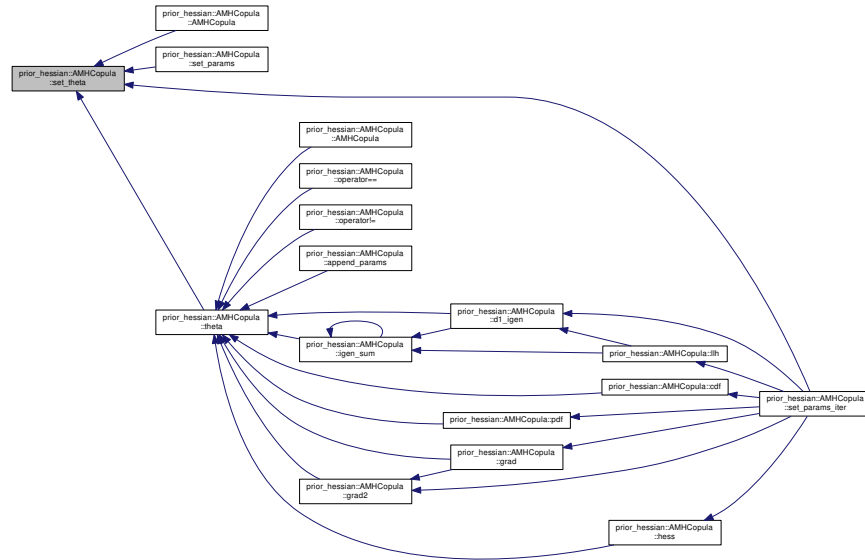 prior_hessian::AMHCopula
::AMHCopula
prior_hessian::AMHCopula
::set_params
prior_hessian::AMHCopula
::set_theta
prior_hessian::AMHCopula
::AMHCopula
prior_hessian::AMHCopula
::operator==
prior_hessian::AMHCopula
::operator!=
prior_hessian::AMHCopula
::append_params
prior_hessian::AMHCopula
::theta
prior_hessian::AMHCopula
::d1_igen
prior_hessian::AMHCopula
::igen_sum
prior_hessian::AMHCopula::llh
prior_hessian::AMHCopula::cdf
prior_hessian::AMHCopula
::set_params_iter
prior_hessian::AMHCopula::pdf
prior_hessian::AMHCopula
::grad
prior_hessian::AMHCopula
::grad2
prior_hessian::AMHCopula
::hess